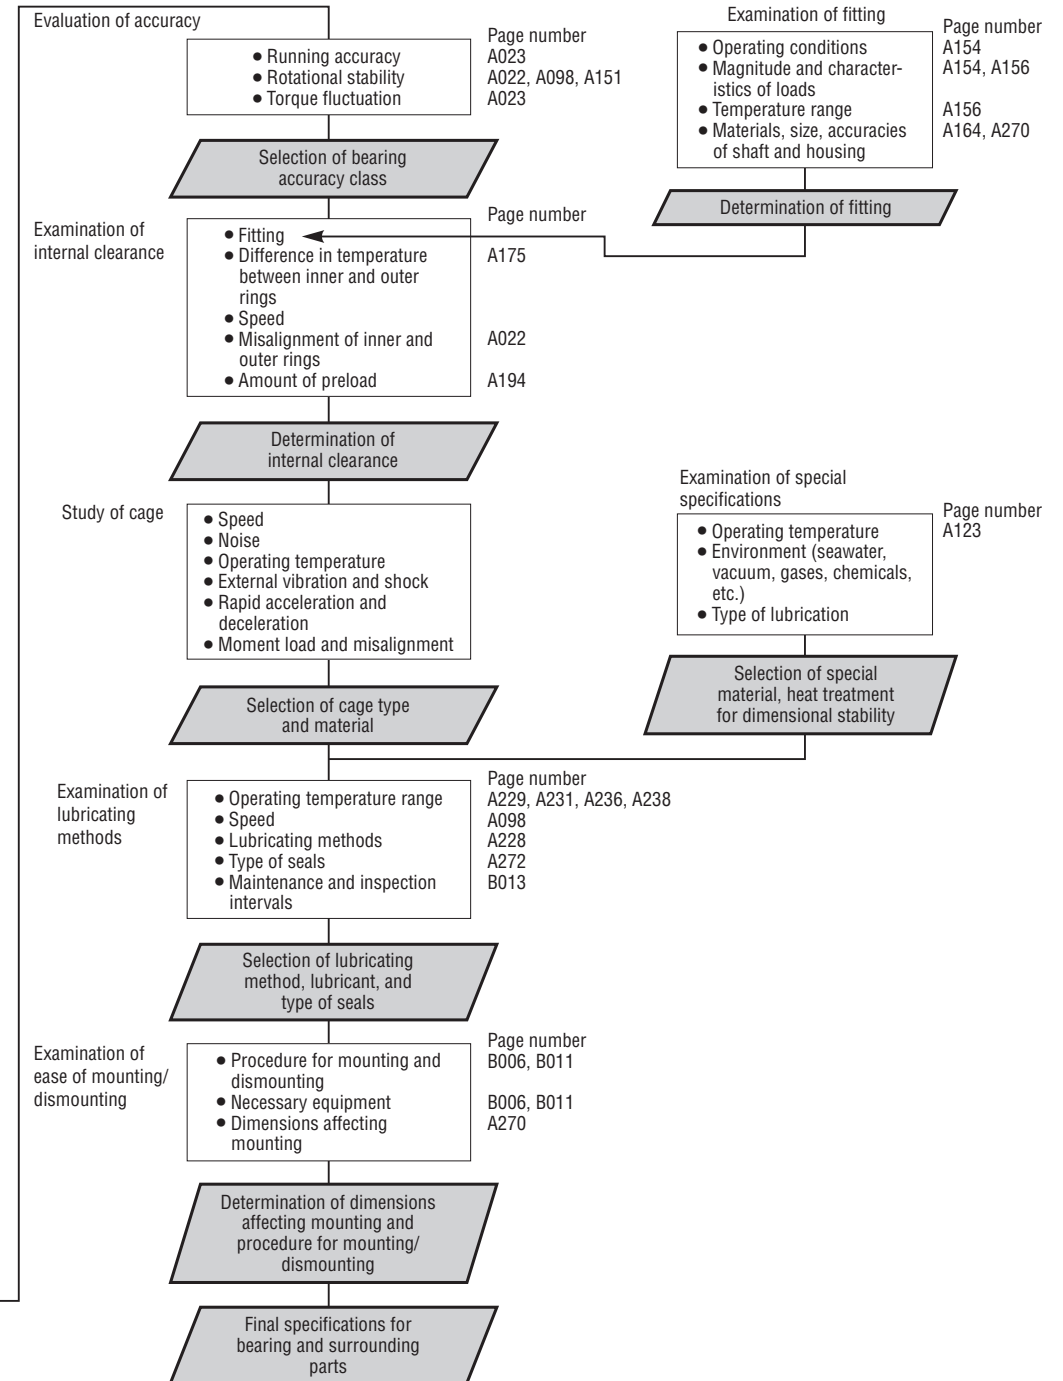 Evaluation of accuracy
Page number
• Running accuracy A023
• Rotational stability A022, A098, A151
• Torque fluctuation A023
Selection of bearing
accuracy class
Examination of fitting
Page number
• Operating conditions A154
• Magnitude and character- A154, A156
istics of loads
• Temperature range A156
• Materials, size, accuracies A164, A270
of shaft and housing
Determination of fitting
Examination of
internal clearance
Page number
• Fitting
• Difference in temperature A175
between inner and outer
rings
• Speed
• Misalignment of inner and A022
outer rings
• Amount of preload A194
Determination of
internal clearance
Study of cage
• Speed
• Noise
• Operating temperature
• External vibration and shock
• Rapid acceleration and
deceleration
• Moment load and misalignment
Selection of cage type
and material
Examination of special
specifications
Page number
• Operating temperature A123
• Environment (seawater,
vacuum, gases, chemicals,
etc.)
• Type of lubrication
Selection of special
material, heat treatment
for dimensional stability
Examination of
lubricating
methods
Page number
• Operating temperature range A229, A231, A236, A238
• Speed A098
• Lubricating methods A228
• Type of seals A272
• Maintenance and inspection B013
intervals
Selection of lubricating
method, lubricant, and
type of seals
Examination of
ease of mounting/
dismounting
Page number
• Procedure for mounting and B006, B011
dismounting
• Necessary equipment B006, B011
• Dimensions affecting A270
mounting
Determination of dimensions
affecting mounting and
procedure for mounting/
dismounting
Final specifications for
bearing and surrounding
parts